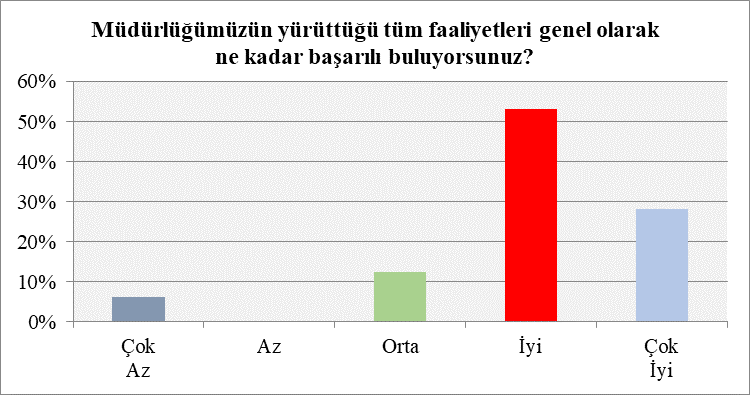 Müdürlüğümüzün yürüttüğü tüm faaliyetleri genel olarak
ne kadar başarılı buluyorsunuz?
60%
50%
40%
30%
20%
10%
0%
Çok
Az
Az
Orta
İyi
Çok
İyi